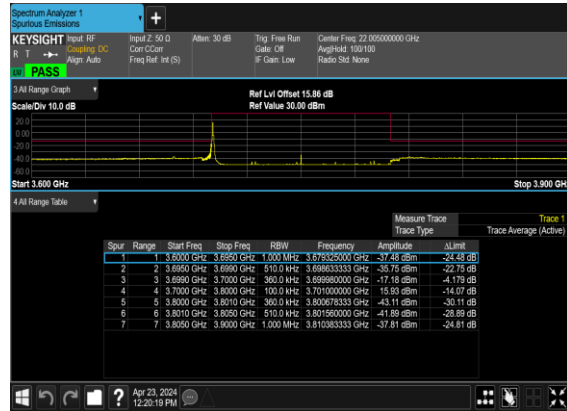 Spectrum Analyzer 1
Spurious Emissions
KEYSIGHT Input: RF Input Z: 50 Ω Atten: 30 dB Trig: Free Run Center Freq: 22.005000000 GHz
R T Coupling: DC Corr CCorr Gate: Off Avg|Hold: 100/100
Align: Auto Freq Ref: Int (S) IF Gain: Low Radio Std: None
LW PASS
3 All Range Graph
Ref Lvl Offset 15.86 dB
Scale/Div 10.0 dB Ref Value 30.00 dBm
20.0
0.00
-20.0
-40.0
-60.0
Start 3.600 GHz Stop 3.900 GHz
4 All Range Table
Measure Trace Trace 1
Trace Type Trace Average (Active)
Spur Range Start Freq Stop Freq RBW Frequency Amplitude ΔLimit
1 1 3.6000 GHz 3.6950 GHz 1.000 MHz 3.679325000 GHz -37.48 dBm -24.48 dB
2 2 3.6950 GHz 3.6990 GHz 510.0 kHz 3.698633000 GHz -35.75 dBm -22.75 dB
3 3 3.6990 GHz 3.7000 GHz 360.0 kHz 3.699980000 GHz -17.18 dBm -4.179 dB
4 4 3.7000 GHz 3.8000 GHz 100.0 kHz 3.701000000 GHz 15.93 dBm -14.07 dB
5 5 3.8000 GHz 3.8010 GHz 360.0 kHz 3.800678333 GHz -43.11 dBm -30.11 dB
6 6 3.8010 GHz 3.8050 GHz 510.0 kHz 3.801560000 GHz -41.89 dBm -28.89 dB
7 7 3.8050 GHz 3.9000 GHz 1.000 MHz 3.810383333 GHz -37.81 dBm -24.81 dB
? Apr 23, 2024
12:20:19 PM